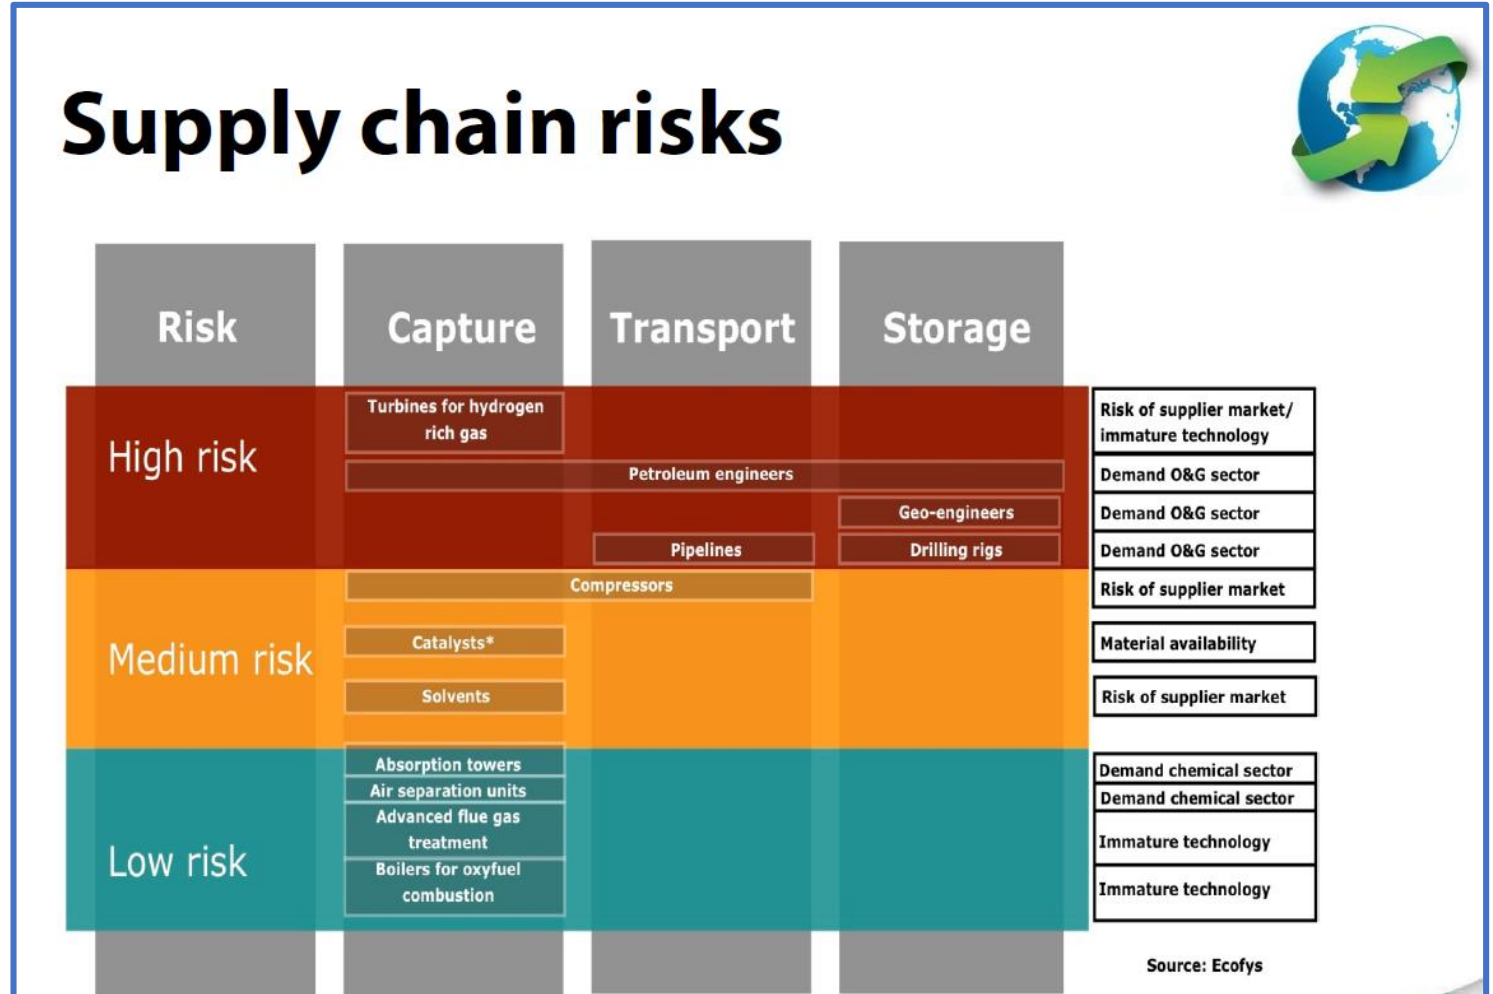 Supply chain risks
Risk
Capture
Transport
Storage
High risk
Turbines for hydrogen
rich gas
Risk of supplier market/
immature technology
Petroleum engineers
Demand O&G sector
Geo-engineers
Demand O&G sector
Pipelines
Drilling rigs
Demand O&G sector
Medium risk
Compressors
Risk of supplier market
Catalysts*
Material availability
Solvents
Risk of supplier market
Low risk
Absorption towers
Demand chemical sector
Air separation units
Demand chemical sector
Advanced flue gas
treatment
Immature technology
Boilers for oxyfuel
combustion
Immature technology
Source: Ecofys